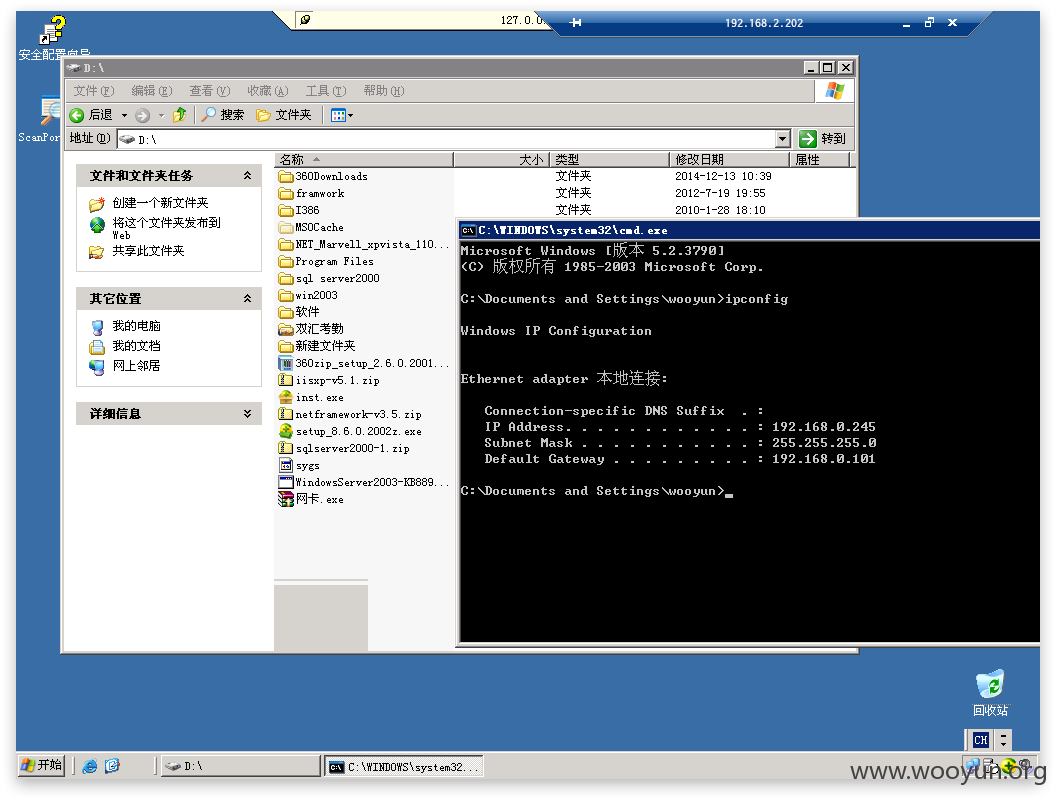 127.0.0.
192.168.2.202
安全配置向导
D:\
文件(F) 编辑(E) 查看(V) 收藏(A) 工具(T) 帮助(H)
后退 搜索 文件夹
ScanPor
地址(D) D:\ 转到
文件和文件夹任务
创建一个新文件夹
将这个文件夹发布到
Web
共享此文件夹
其它位置
我的电脑
我的文档
网上邻居
详细信息
名称 大小 类型 修改日期 属性
360Downloads 文件夹 2014-12-13 10:39
framwork 文件夹 2012-7-19 19:55
I386 文件夹 2010-1-28 18:10
MSOCache
NET_Marvell_xpvista_110...
Program Files
sql server2000
win2003
软件
双汇考勤
新建文件夹
360zip_setup_2.6.0.2001...
iisxp-v5.1.zip
inst.exe
netframework-v3.5.zip
setup_8.6.0.2002z.exe
sqlserver2000-1.zip
sygs
WindowsServer2003-KB889...
网卡.exe
C:\WINDOWS\system32\cmd.exe
Microsoft Windows [版本 5.2.3790]
(C) 版权所有 1985-2003 Microsoft Corp.
C:\Documents and Settings\wooyun>ipconfig
Windows IP Configuration
Ethernet adapter 本地连接:
Connection-specific DNS Suffix . :
IP Address. . . . . . . . . . . . : 192.168.0.245
Subnet Mask . . . . . . . . . . . : 255.255.255.0
Default Gateway . . . . . . . . . : 192.168.0.101
C:\Documents and Settings\wooyun>_
回收站
CH
开始 D:\ C:\WINDOWS\system32...
www.wooyun.org